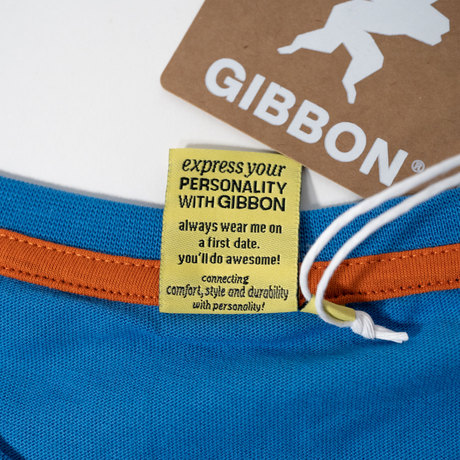 GIBBON®
express your
PERSONALITY
WITH GIBBON
always wear me on
a first date.
you'll do awesome!
connecting
comfort, style and durability
with personality!